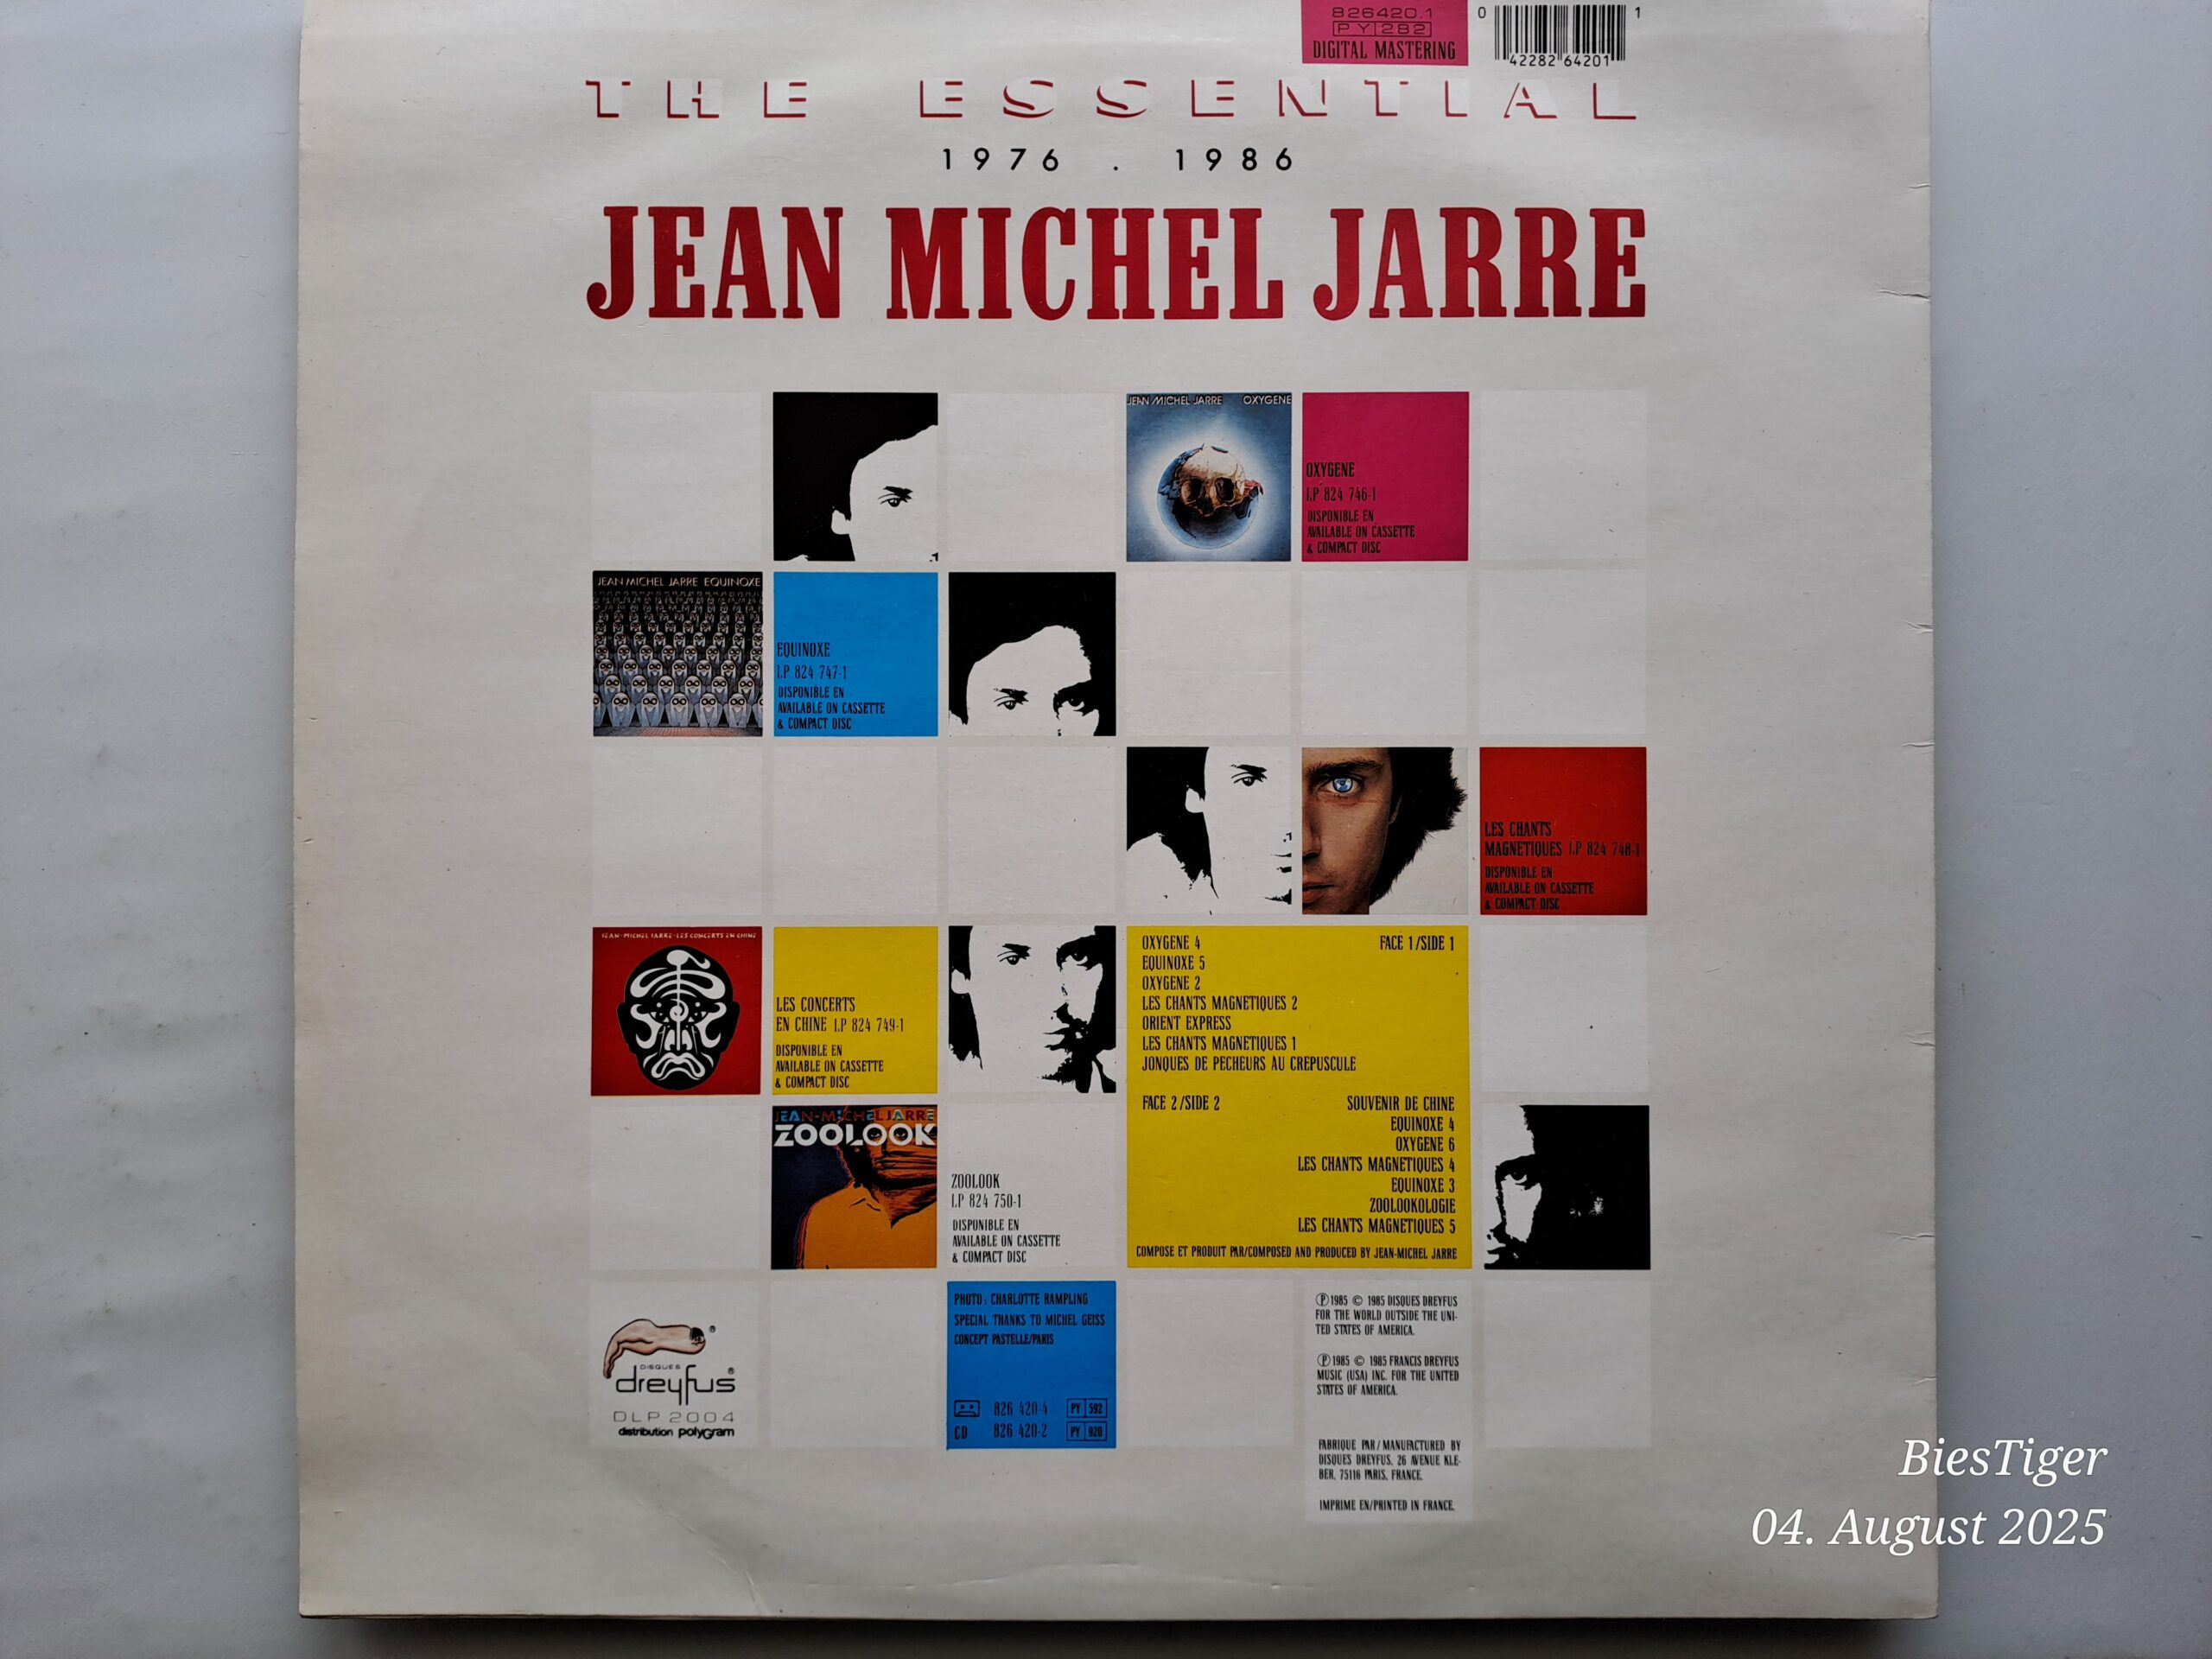 826420.1
PY 282
DIGITAL MASTERING
0 42282 64201 1
THE ESSENTIAL
1976 . 1986
JEAN MICHEL JARRE
JEAN MICHEL JARRE OXYGENE
OXYGENE
LP 824 746-1
DISPONIBLE EN
AVAILABLE ON CASSETTE
& COMPACT DISC
JEAN MICHEL JARRE EQUINOXE
EQUINOXE
LP 824 747-1
DISPONIBLE EN
AVAILABLE ON CASSETTE
& COMPACT DISC
LES CHANTS
MAGNETIQUES LP 824 748-1
DISPONIBLE EN
AVAILABLE ON CASSETTE
& COMPACT DISC
JEAN-MICHEL JARRE-LES CONCERTS EN CHINE
LES CONCERTS
EN CHINE LP 824 749-1
DISPONIBLE EN
AVAILABLE ON CASSETTE
& COMPACT DISC
OXYGENE 4 FACE 1/SIDE 1
EQUINOXE 5
OXYGENE 2
LES CHANTS MAGNETIQUES 2
ORIENT EXPRESS
LES CHANTS MAGNETIQUES 1
JONQUES DE PECHEURS AU CREPUSCULE
FACE 2/SIDE 2 SOUVENIR DE CHINE
EQUINOXE 4
OXYGENE 6
LES CHANTS MAGNETIQUES 4
EQUINOXE 3
ZOOLOOKOLOGIE
LES CHANTS MAGNETIQUES 5
COMPOSE ET PRODUIT PAR/COMPOSED AND PRODUCED BY JEAN-MICHEL JARRE
JEAN-MICHEL JARRE
ZOOLOOK
ZOOLOOK
LP 824 750-1
DISPONIBLE EN
AVAILABLE ON CASSETTE
& COMPACT DISC
DISQUES
dreyfus®
DLP 2004
distribution polyGram
PHOTO : CHARLOTTE RAMPLING
SPECIAL THANKS TO MICHEL GEISS
CONCEPT PASTELLE/PARIS
826 420-4 PY 592
CD 826 420-2 PY 820
Ⓟ 1985 © 1985 DISQUES DREYFUS
FOR THE WORLD OUTSIDE THE UNI-
TED STATES OF AMERICA.
Ⓟ 1985 © 1985 FRANCIS DREYFUS
MUSIC (USA) INC. FOR THE UNITED
STATES OF AMERICA.
FABRIQUE PAR / MANUFACTURED BY
DISQUES DREYFUS, 26 AVENUE KLE-
BER, 75116 PARIS, FRANCE.
IMPRIME EN/PRINTED IN FRANCE.
BiesTiger
04. August 2025